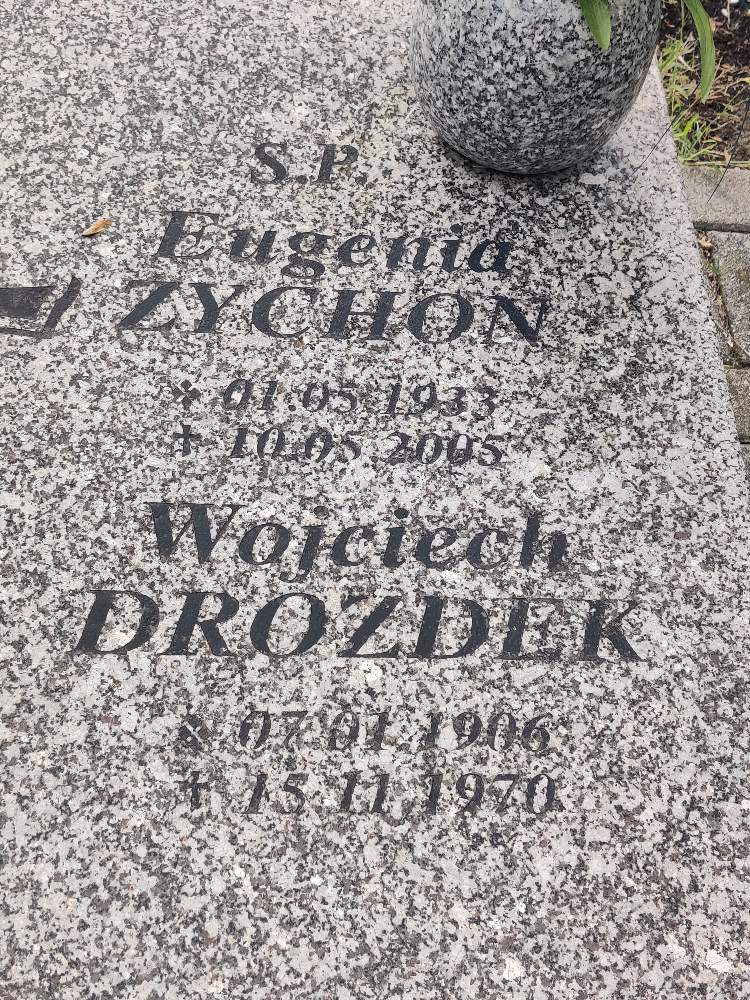 S.P.
Eugenia
ZYCHON
01.05.1933
† 10.05.2005
Wojciech
DROZDEK
07.01.1906
† 15.11.1970